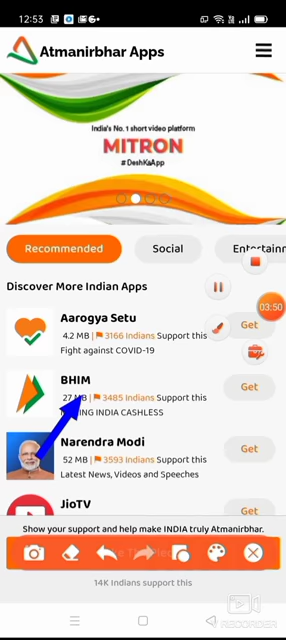 12:53
Atmanirbhar Apps
India's No. 1 short video platform
MITRON
# DeshKaApp
Recommended
Social
Discover More Indian Apps
03:50
Aarogya Setu
4.2 MB | 3166 Indians Support this
Get
Fight against COVID-19
BHIM
27 MB | 3485 Indians Support this
Get
INDIA CASHLESS
Narendra Modi
52 MB | 3593 Indians Support this
Get
Latest News, Videos and Speeches
JioTV
Get
Show your support and help make INDIA truly Atmanirbhar.
14K Indians support this
RECORDER